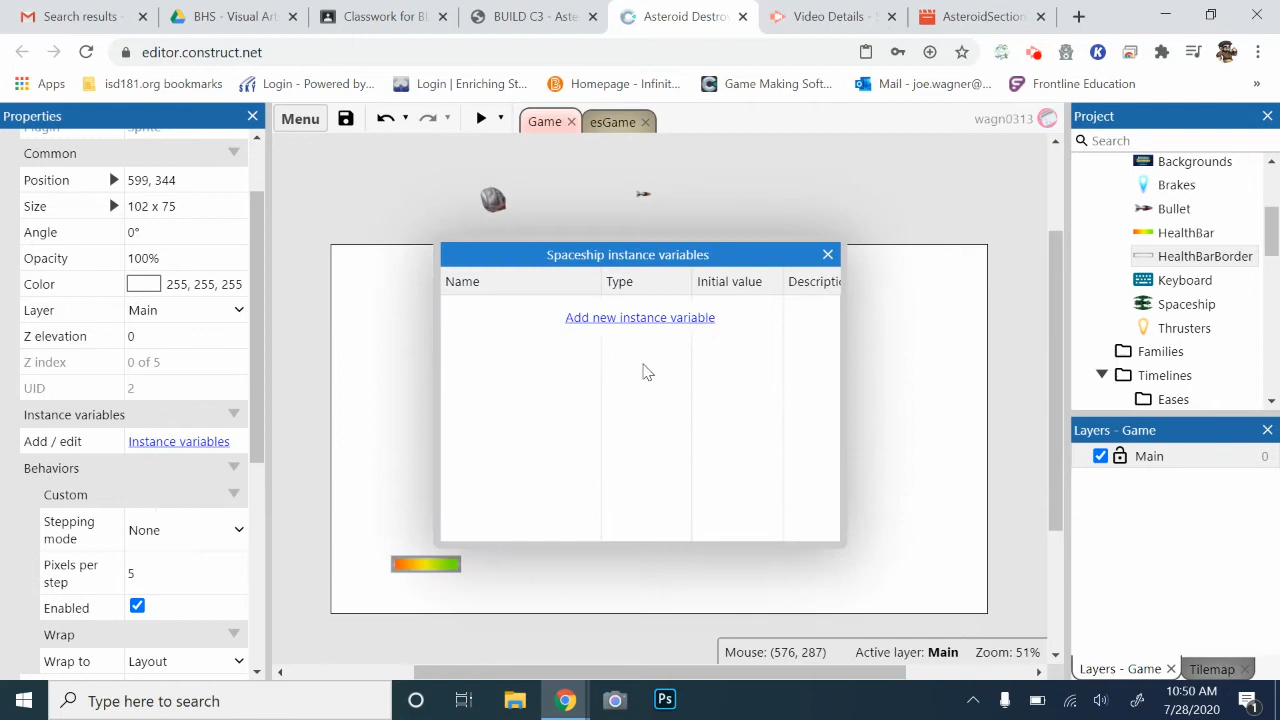 Search results
BHS - Visual Art
Classwork for Bl
BUILD C3 - Aste
Asteroid Destroy
Video Details - S
AsteroidSection
editor.construct.net
Apps
isd181.org bookmarks
Login - Powered by...
Login | Enriching St...
Homepage - Infinit...
Game Making Soft...
Mail - joe.wagner@...
Frontline Education
»
Properties
Menu
Game
esGame
wagn0313
Project
Plugin
Sprite
Common
Position
599, 344
Size
102 x 75
Angle
0°
Opacity
100%
Color
255, 255, 255
Layer
Main
Z elevation
0
Z index
0 of 5
UID
2
Instance variables
Add / edit
Instance variables
Behaviors
Custom
Stepping mode
None
Pixels per step
5
Enabled
Wrap
Wrap to
Layout
Spaceship instance variables
Name
Type
Initial value
Descriptio
Add new instance variable
Mouse: (576, 287)
Active layer: Main
Zoom: 51%
Search
Backgrounds
Brakes
Bullet
HealthBar
HealthBarBorder
Keyboard
Spaceship
Thrusters
Families
Timelines
Eases
Layers - Game
Main
0
Layers - Game
Tilemap
Type here to search
Ps
10:50 AM
7/28/2020
1